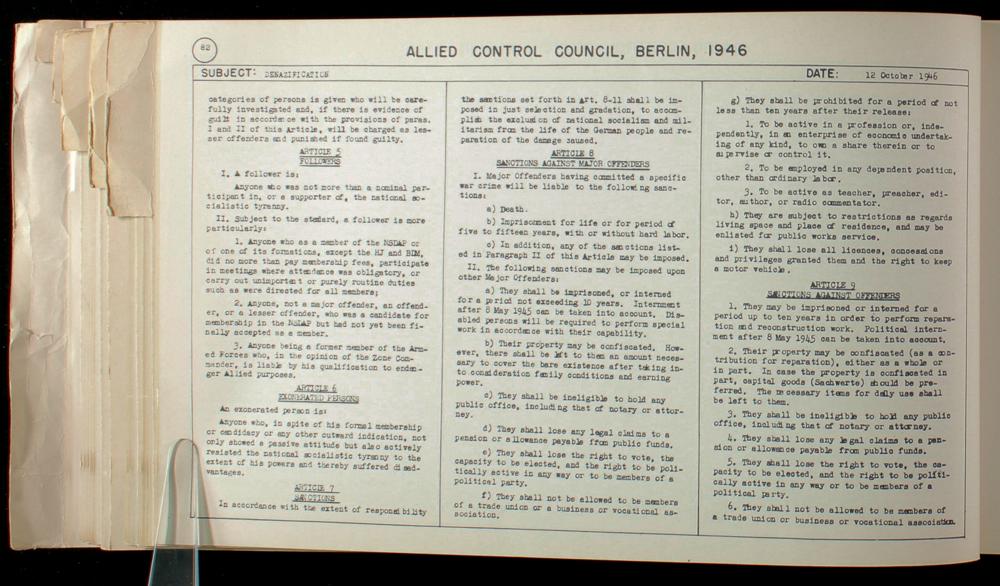 82
ALLIED CONTROL COUNCIL, BERLIN, 1946
SUBJECT: DENAZIFICATION
DATE: 12 October 1946
categories of persons is given who will be care-
fully investigated and, if there is evidence of
guilt in accordance with the provisions of paras.
I and II of this Article, will be charged as les-
ser offenders and punished if found guilty.
ARTICLE 5
FOLLOWERS
I. A follower is:
Anyone who was not more than a nominal par-
ticipant in, or a supporter of, the national so-
cialistic tyranny.
II. Subject to the standard, a follower is more
particularly:
1. Anyone who as a member of the NSDAP or
of one of its formations, except the HJ and BDM,
did no more than pay membership fees, participate
in meetings where attendance was obligatory, or
carry out unimportant or purely routine duties
such as were directed for all members;
2. Anyone, not a major offender, an offend-
er, or a lesser offender, who was a candidate for
membership in the NSDAP but had not yet been fi-
nally accepted as a member.
3. Anyone being a former member of the Arm-
ed Forces who, in the opinion of the Zone Com-
mander, is liable by his qualification to endan-
ger Allied purposes.
ARTICLE 6
EXONERATED PERSONS
An exonerated person is:
Anyone who, in spite of his formal membership
or candidacy or any other outward indication, not
only showed a passive attitude but also actively
resisted the national socialistic tyranny to the
extent of his powers and thereby suffered disad-
vantages.
ARTICLE 7
SANCTIONS
In accordance with the extent of responsibility
the sanctions set forth in Art. 8-11 shall be im-
posed in just selection and gradation, to accom-
plish the exclusion of national socialism and mil-
itarism from the life of the German people and re-
paration of the damage caused.
ARTICLE 8
SANCTIONS AGAINST MAJOR OFFENDERS
I. Major Offenders having committed a specific
war crime will be liable to the following sanc-
tions:
a) Death.
b) Imprisonment for life or for period of
five to fifteen years, with or without hard labor.
c) In addition, any of the sanctions list-
ed in Paragraph II of this Article may be imposed.
II. The following sanctions may be imposed upon
other Major Offenders:
a) They shall be imprisoned, or interned
for a period not exceeding 10 years. Internment
after 8 May 1945 can be taken into account. Dis-
abled persons will be required to perform special
work in accordance with their capability.
b) Their property may be confiscated. How-
ever, there shall be left to them an amount neces-
sary to cover the bare existence after taking in-
to consideration family conditions and earning
power.
c) They shall be ineligible to hold any
public office, including that of notary or attor-
ney.
d) They shall lose any legal claims to a
pension or allowance payable from public funds.
e) They shall lose the right to vote, the
capacity to be elected, and the right to be poli-
tically active in any way or to be members of a
political party.
f) They shall not be allowed to be members
of a trade union or a business or vocational as-
sociation.
g) They shall be prohibited for a period of not
less than ten years after their release:
1. To be active in a profession or, inde-
pendently, in an enterprise of economic undertak-
ing of any kind, to own a share therein or to
supervise or control it.
2. To be employed in any dependent position,
other than ordinary labor.
3. To be active as teacher, preacher, edi-
tor, author, or radio commentator.
h) They are subject to restrictions as regards
living space and place of residence, and may be
enlisted for public works service.
i) They shall lose all licences, concessions
and privileges granted them and the right to keep
a motor vehicle.
ARTICLE 9
SANCTIONS AGAINST OFFENDERS
1. They may be imprisoned or interned for a
period up to ten years in order to perform repara-
tion and reconstruction work. Political intern-
ment after 8 May 1945 can be taken into account.
2. Their property may be confiscated (as a con-
tribution for reparation), either as a whole or
in part. In case the property is confiscated in
part, capital goods (Sachwerte) should be pre-
ferred. The necessary items for daily use shall
be left to them.
3. They shall be ineligible to hold any public
office, including that of notary or attorney.
4. They shall lose any legal claims to a pen-
sion or allowance payable from public funds.
5. They shall lose the right to vote, the ca-
pacity to be elected, and the right to be politi-
cally active in any way or to be members of a
political party.
6. They shall not be allowed to be members of
a trade union or business or vocational association.